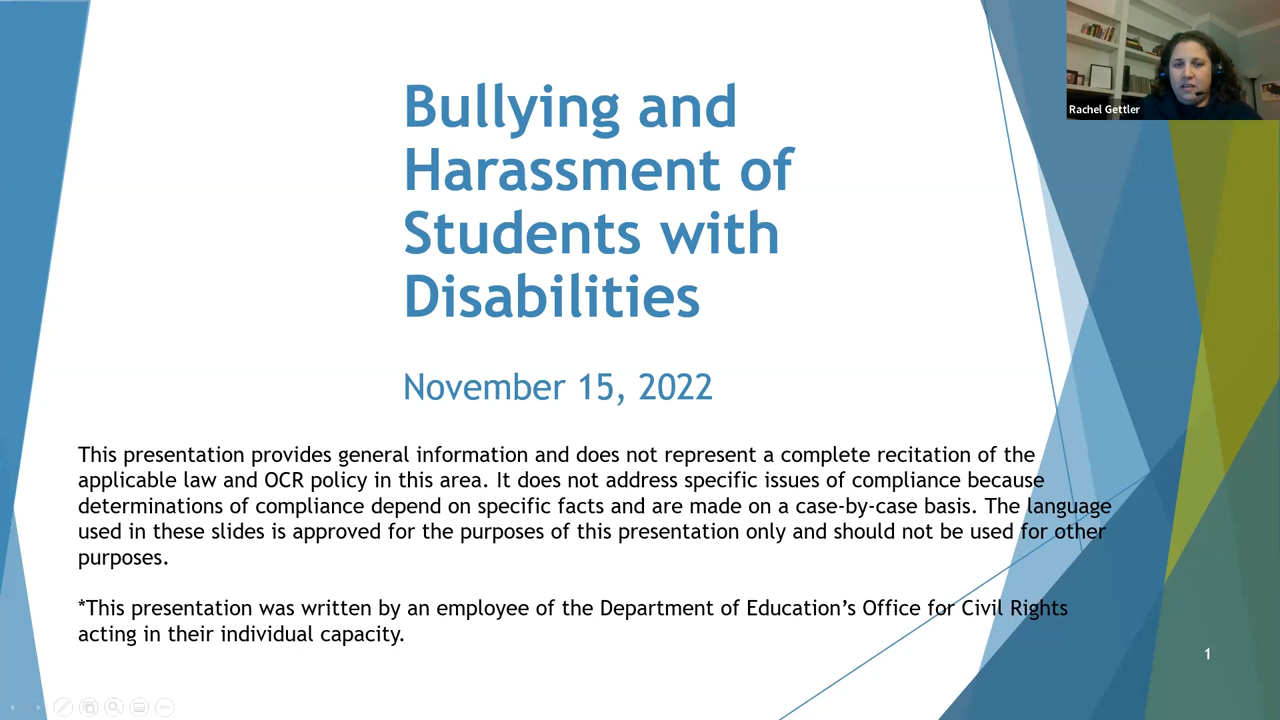 Bullying and
Harassment of
Students with
Disabilities
November 15, 2022
Rachel Gettler
This presentation provides general information and does not represent a complete recitation of the
applicable law and OCR policy in this area. It does not address specific issues of compliance because
determinations of compliance depend on specific facts and are made on a case-by-case basis. The language
used in these slides is approved for the purposes of this presentation only and should not be used for other
purposes.
*This presentation was written by an employee of the Department of Education’s Office for Civil Rights
acting in their individual capacity.
1